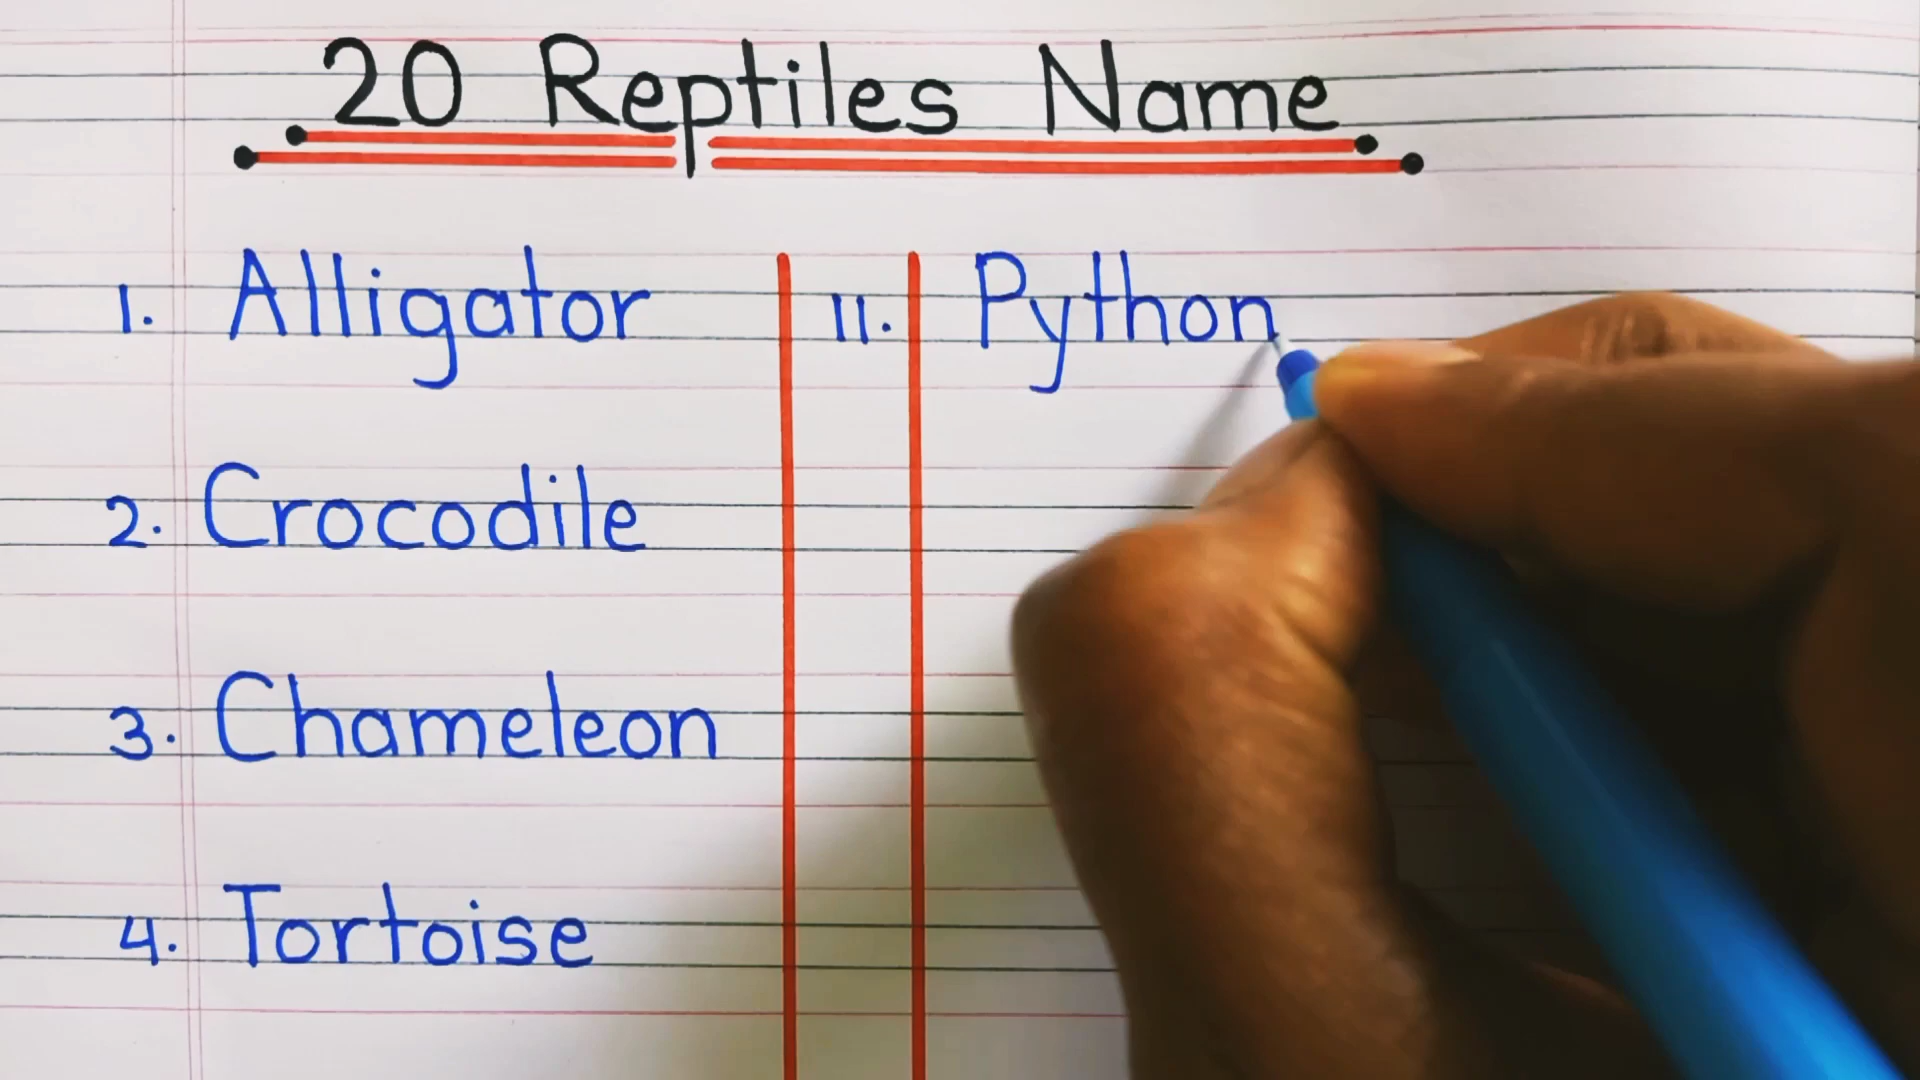 20 Reptiles Name
1. Alligator
2. Crocodile
3. Chameleon
4. Tortoise
11. Python